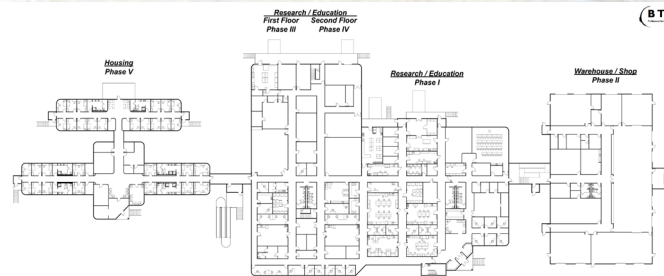 Research / Education
First Floor Second Floor
Phase III Phase IV
BT
Housing
Phase V
Research / Education
Phase I
Warehouse / Shop
Phase II